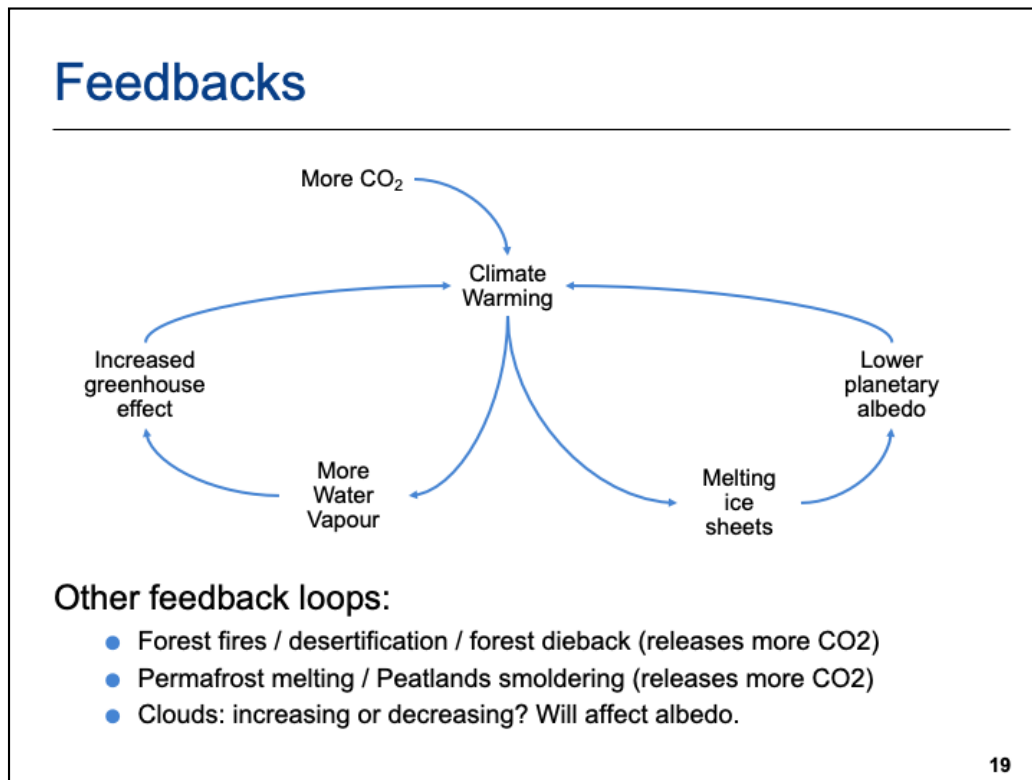 Feedbacks
More CO₂
Climate
Warming
Increased
greenhouse
effect
Lower
planetary
albedo
More
Water
Vapour
Melting
ice
sheets
Other feedback loops:
Forest fires / desertification / forest dieback (releases more CO2)
Permafrost melting / Peatlands smoldering (releases more CO2)
Clouds: increasing or decreasing? Will affect albedo.
19